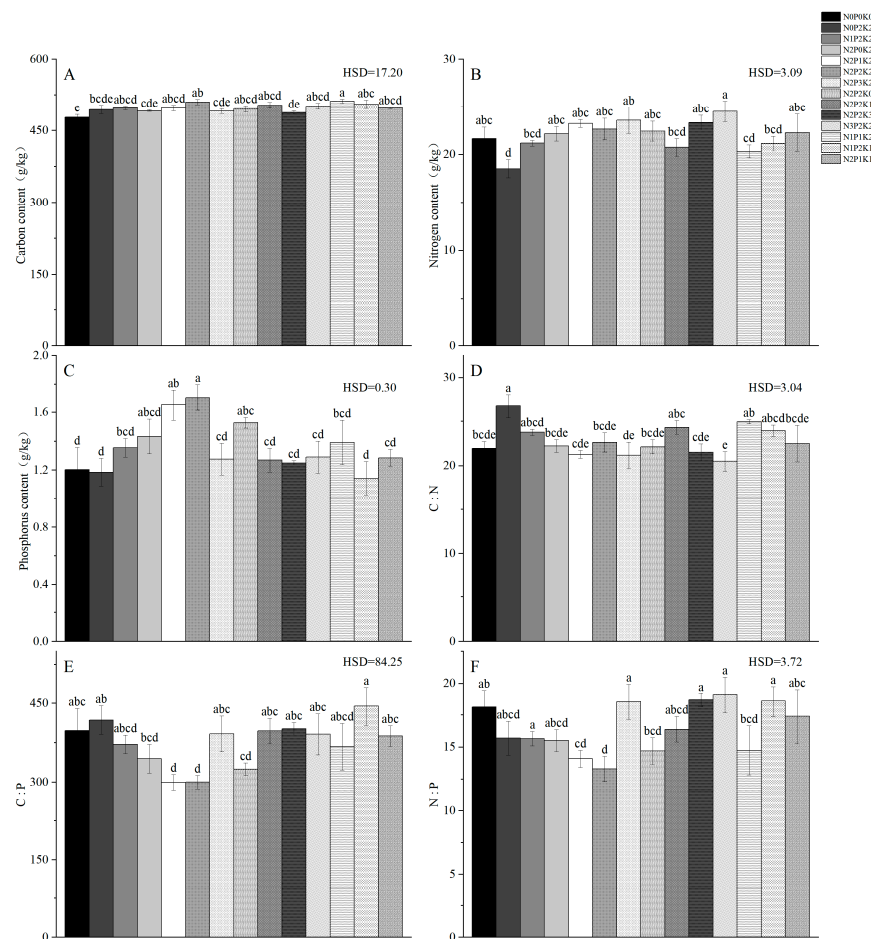 N0P0K0
N0P2K2
N1P2K2
N2P0K2
N2P1K2
N2P2K2
N2P3K2
N2P2K0
N2P2K1
N2P2K3
N3P2K2
N1P1K2
N1P2K1
N2P1K1
A
HSD=17.20
Carbon content（g/kg）
600
450
300
150
0
e bcde abcd cde abcd ab cde abcd abcd de abcd a abc abcd
B
HSD=3.09
Nitrogen content（g/kg）
30
20
10
0
abc d bcd abc abc abc ab abc bcd abc a cd bcd abc
C
HSD=0.30
Phosphorus content（g/kg）
2.0
1.6
1.2
0.8
0.4
0.0
d d bcd abcd ab a cd abc cd cd cd bcd d cd
D
HSD=3.04
C : N
30
20
10
0
bcde a abcd bcde cde bcde de bcde abc cde e ab abcd bcde
E
HSD=84.25
C : P
450
300
150
0
abc ab abc bcd d d abc cd abc abc abc abc a abc
F
HSD=3.72
N : P
20
15
10
5
0
ab abcd a abcd cd d a bcd abcd a a bcd a abc